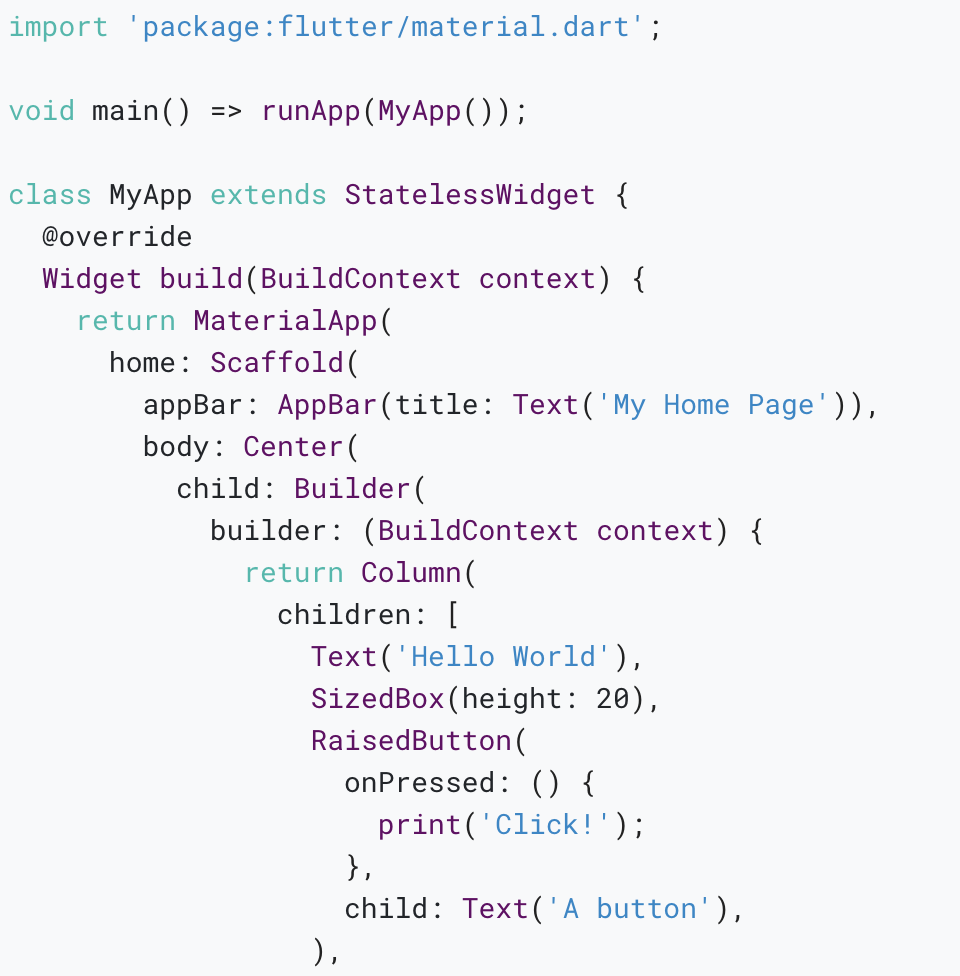 import 'package:flutter/material.dart';

void main() => runApp(MyApp());

class MyApp extends StatelessWidget {
  @override
  Widget build(BuildContext context) {
    return MaterialApp(
      home: Scaffold(
        appBar: AppBar(title: Text('My Home Page')),
        body: Center(
          child: Builder(
            builder: (BuildContext context) {
              return Column(
                children: [
                  Text('Hello World'),
                  SizedBox(height: 20),
                  RaisedButton(
                    onPressed: () {
                      print('Click!');
                    },
                    child: Text('A button'),
                  ),